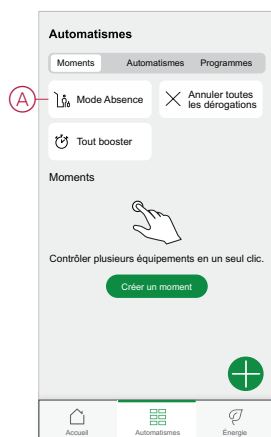 Automatismes
Moments Automatismes Programmes
A
Mode Absence
Annuler toutes
les dérogations
Tout booster
Moments
Contrôler plusieurs équipements en un seul clic.
Créer un moment
Accueil Automatismes Énergie